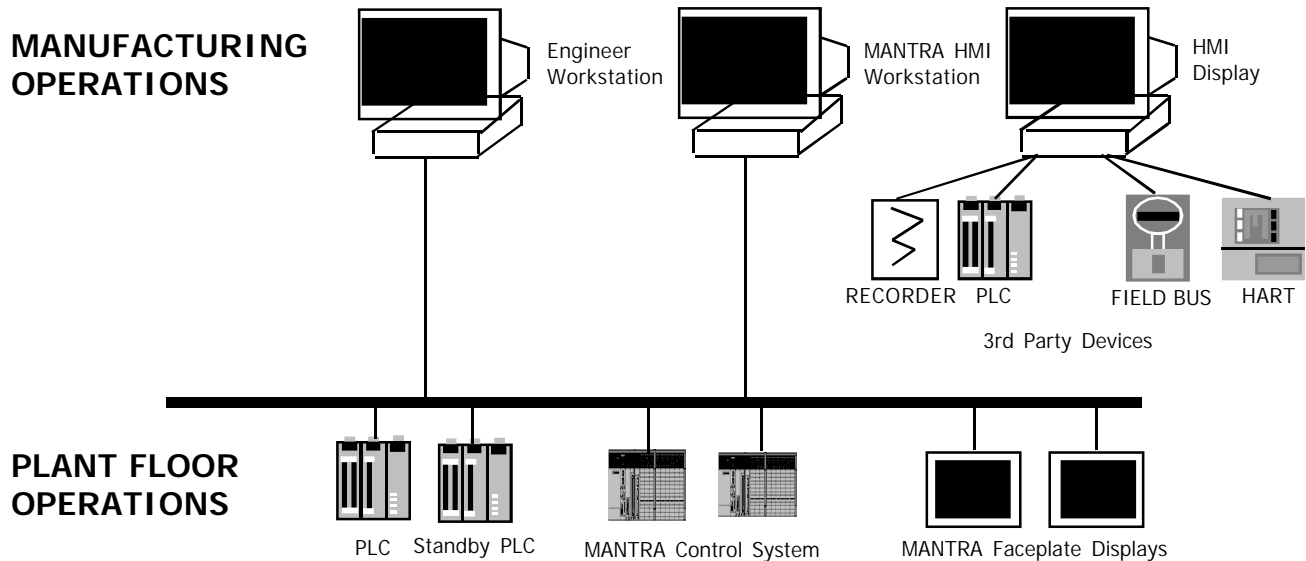 MANUFACTURING
OPERATIONS
Engineer
Workstation
MANTRA HMI
Workstation
HMI
Display
RECORDER
PLC
FIELD BUS
HART
3rd Party Devices
PLANT FLOOR
OPERATIONS
PLC
Standby PLC
MANTRA Control System
MANTRA Faceplate Displays